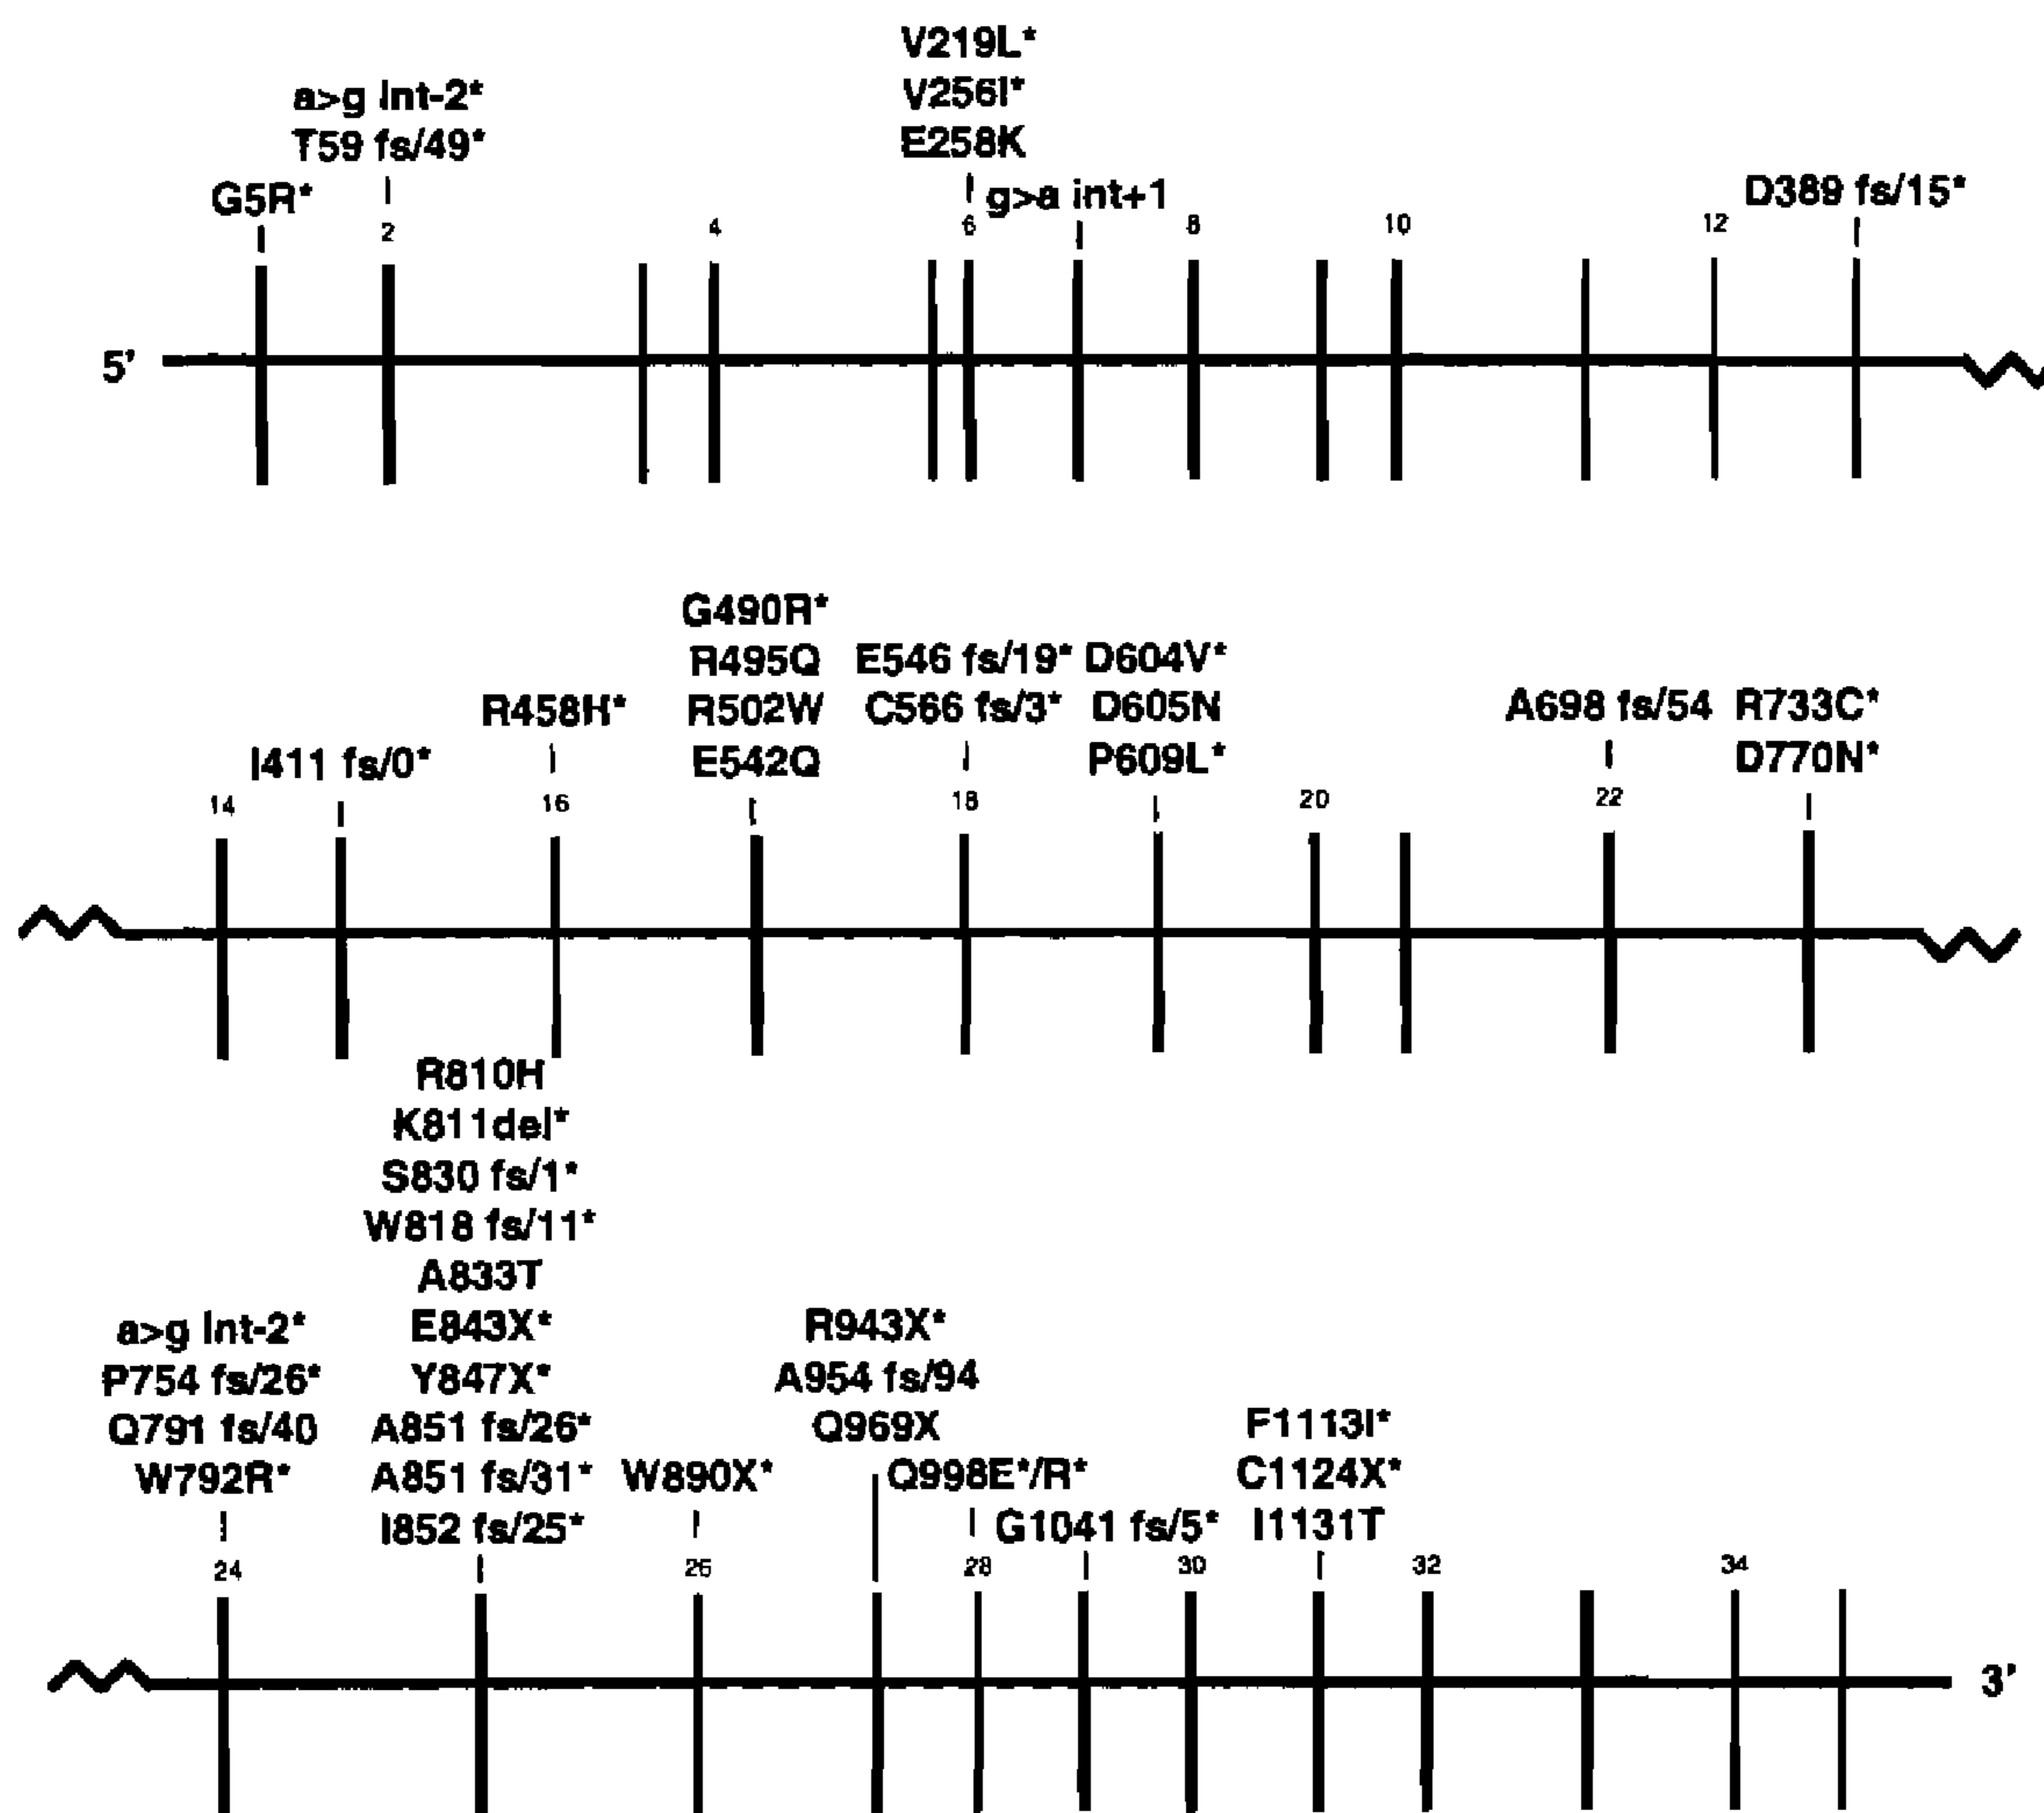 V219L*
V256I*
E258K
a>g int-2*
T59 fs/49*
G5R*
g>a int+1
D389 fs/15*
2
4
6
8
10
12
5'
G490R*
R495Q
R502W
E542Q
E546 fs/19*
C566 fs/3*
D604V*
D605N
P609L*
R458H*
I411 fs/0*
A698 fs/54
R733C*
D770N*
14
16
18
20
22
R810H
K811del*
S830 fs/1*
W818 fs/11*
A833T
E843X*
Y847X*
A851 fs/26*
A851 fs/31*
I852 fs/25*
a>g int-2*
P754 fs/26*
Q791 fs/40
W792R*
W890X*
R943X*
A954 fs/94
Q969X
Q998E*/R*
G1041 fs/5*
F1113I*
C1124X*
I1131T
24
26
28
30
32
34
3'